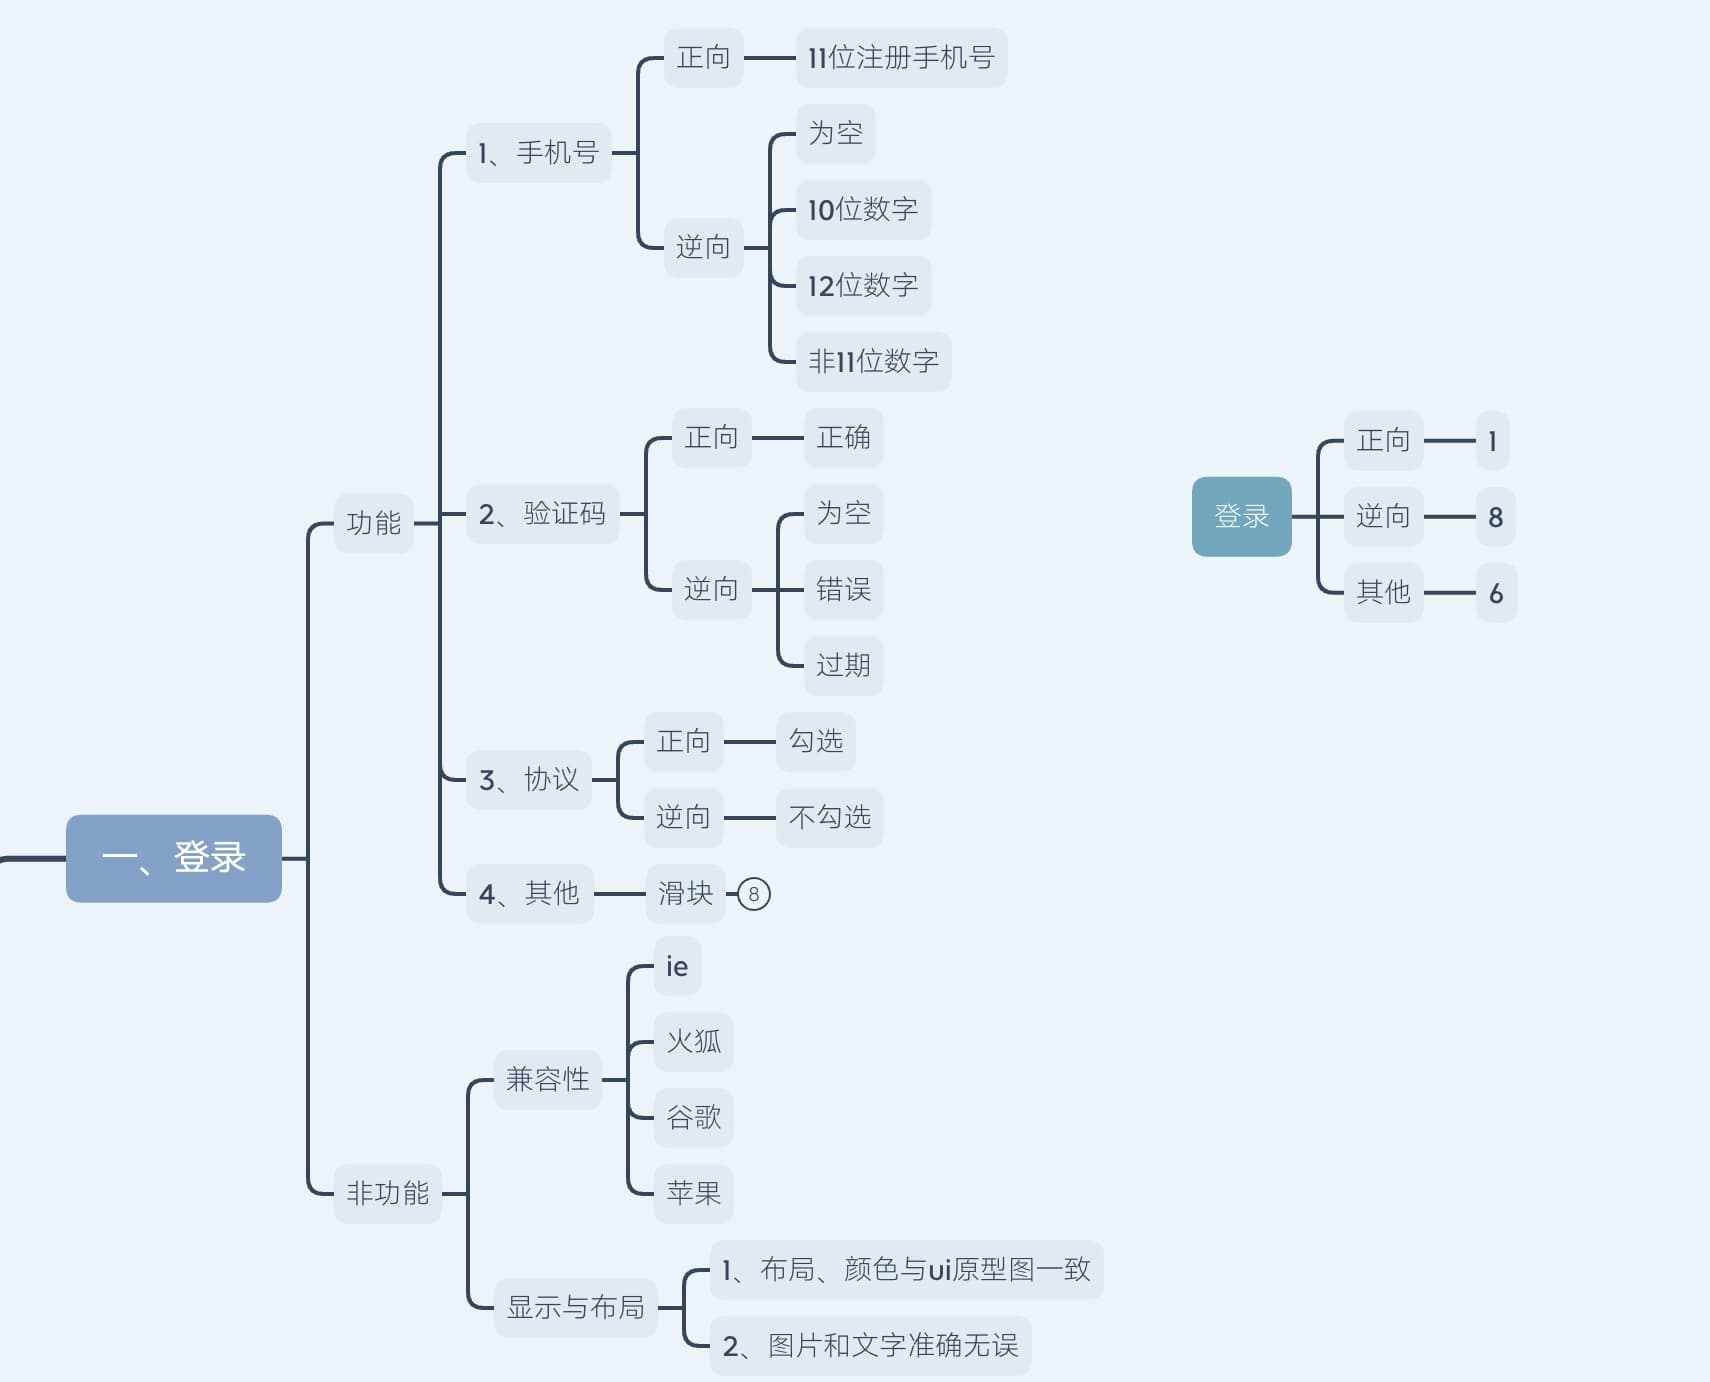 一、登录
功能
1、手机号
正向
11位注册手机号
逆向
为空
10位数字
12位数字
非11位数字
2、验证码
正向
正确
逆向
为空
错误
过期
3、协议
正向
勾选
逆向
不勾选
4、其他
滑块
8
非功能
兼容性
ie
火狐
谷歌
苹果
显示与布局
1、布局、颜色与ui原型图一致
2、图片和文字准确无误
登录
正向
1
逆向
8
其他
6